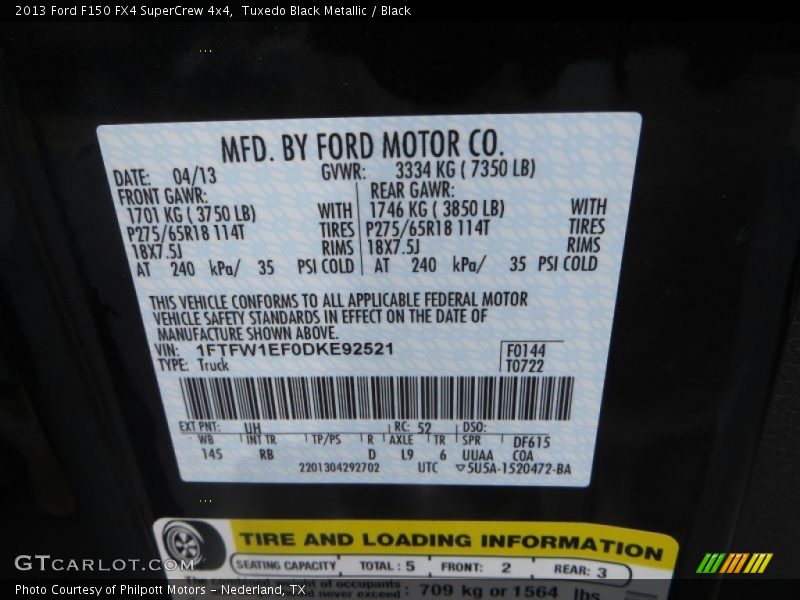 2013 Ford F150 FX4 SuperCrew 4x4,  Tuxedo Black Metallic / Black
MFD. BY FORD MOTOR CO.
DATE: 04/13 GVWR: 3334 KG ( 7350 LB)
FRONT GAWR: REAR GAWR:
1701 KG ( 3750 LB) WITH 1746 KG ( 3850 LB) WITH
P275/65R18 114T TIRES P275/65R18 114T TIRES
18X7.5J RIMS 18X7.5J RIMS
AT 240 kPa/ 35 PSI COLD AT 240 kPa/ 35 PSI COLD
THIS VEHICLE CONFORMS TO ALL APPLICABLE FEDERAL MOTOR
VEHICLE SAFETY STANDARDS IN EFFECT ON THE DATE OF
MANUFACTURE SHOWN ABOVE.
VIN: 1FTFW1EF0DKE92521 F0144
TYPE: Truck T0722
EXT PNT: UH RC: 52 DSO:
WB INT TR TP/PS R AXLE TR SPR DF615
145 RB D L9 6 UUAA COA
2201304292702 UTC ▽5U5A-1520472-BA
TIRE AND LOADING INFORMATION
SEATING CAPACITY TOTAL : 5 FRONT: 2 REAR: 3
of occupants
never exceed : 709 kg or 1564 lbs.
GTCARLOT.COM
Photo Courtesy of Philpott Motors - Nederland, TX